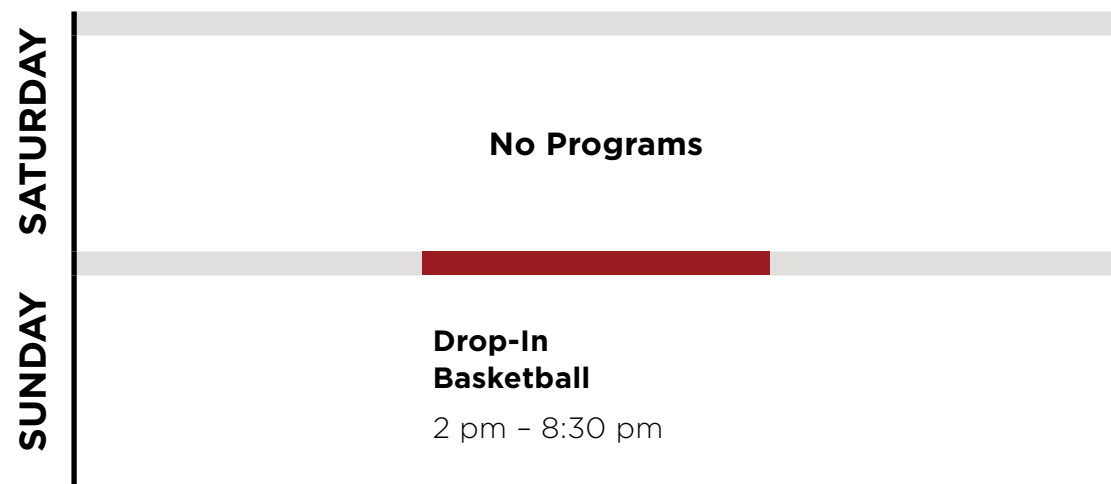 SATURDAY
No Programs
SUNDAY
Drop-In
Basketball
2 pm – 8:30 pm